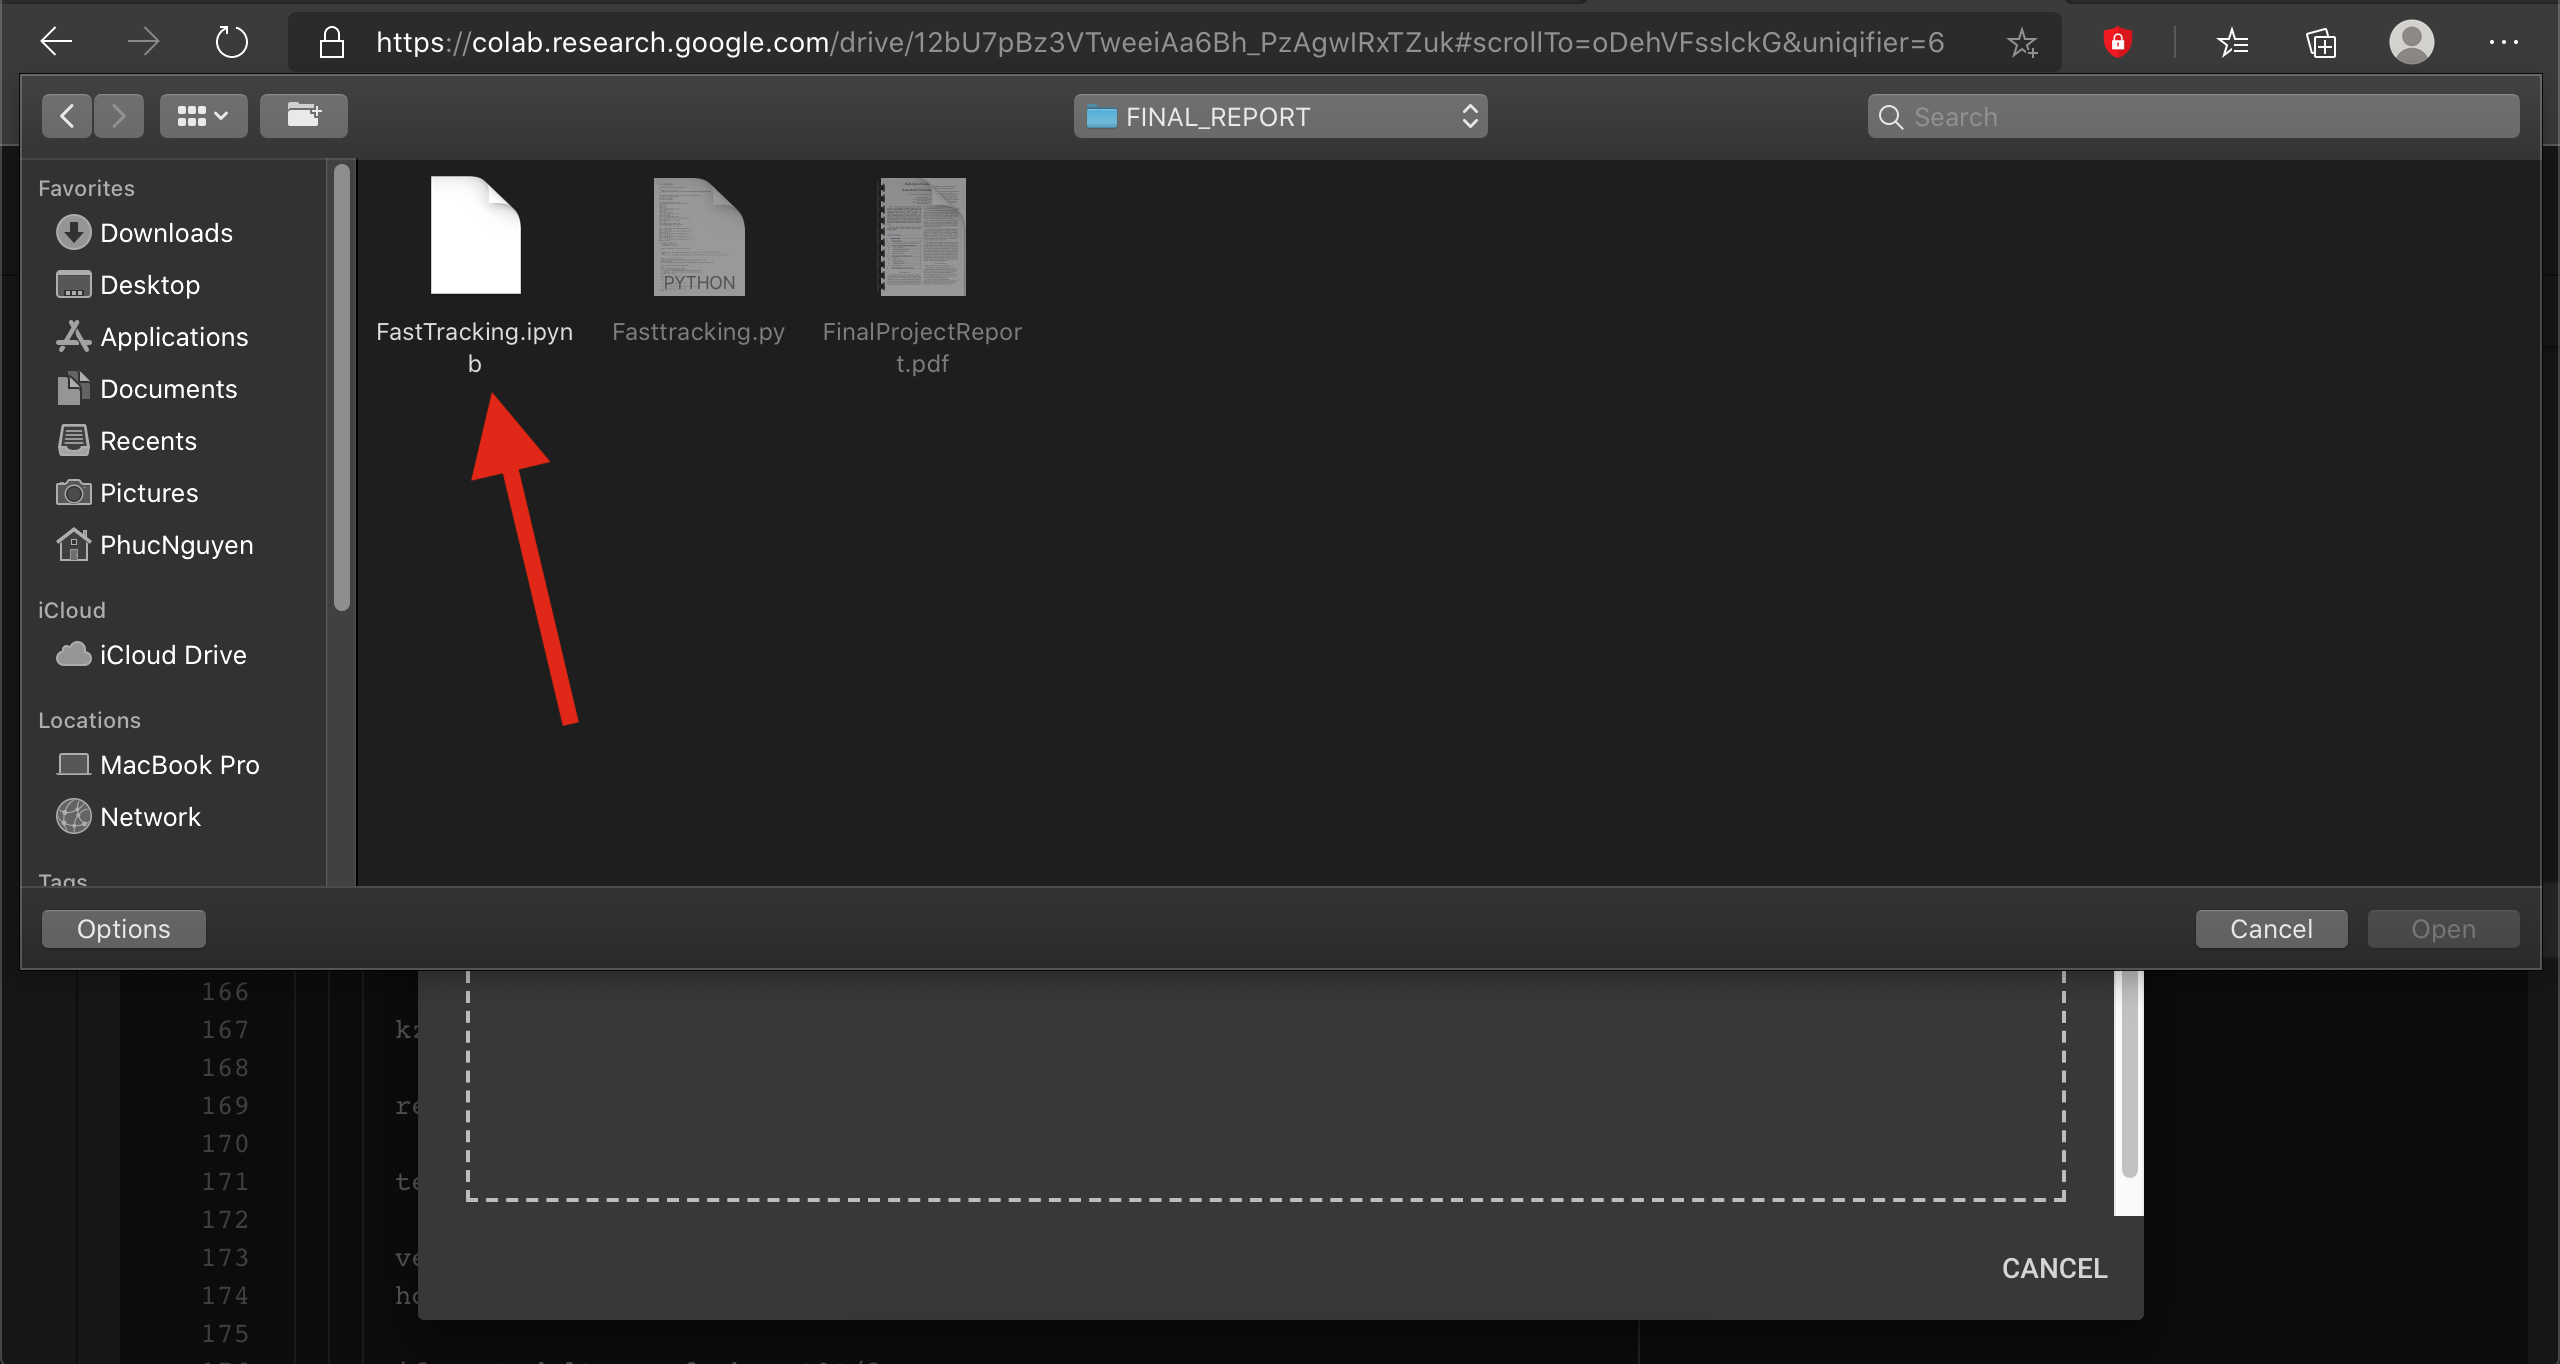 https://colab.research.google.com/drive/12bU7pBz3VTweeiAa6Bh_PzAgwIRxTZuk#scrollTo=oDehVFsslckG&uniqifier=6
FINAL_REPORT
Search
Favorites
Downloads
Desktop
Applications
Documents
Recents
Pictures
PhucNguyen
iCloud
iCloud Drive
Locations
MacBook Pro
Network
Tags
PYTHON
FastTracking.ipyn
b
Fasttracking.py
FinalProjectRepor
t.pdf
Options
Cancel
Open
166
167
168
169
170
171
172
173
174
175
CANCEL